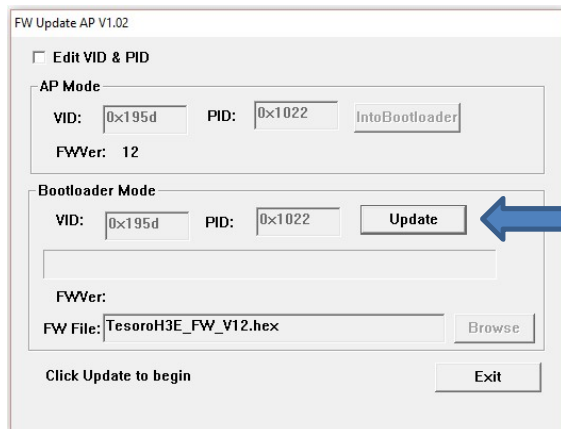 FW Update AP V1.02
Edit VID & PID
AP Mode
VID: 0x195d PID: 0x1022 IntoBootloader
FWVer: 12
Bootloader Mode
VID: 0x195d PID: 0x1022 Update
FWVer:
FW File: TesoroH3E_FW_V12.hex Browse
Click Update to begin Exit